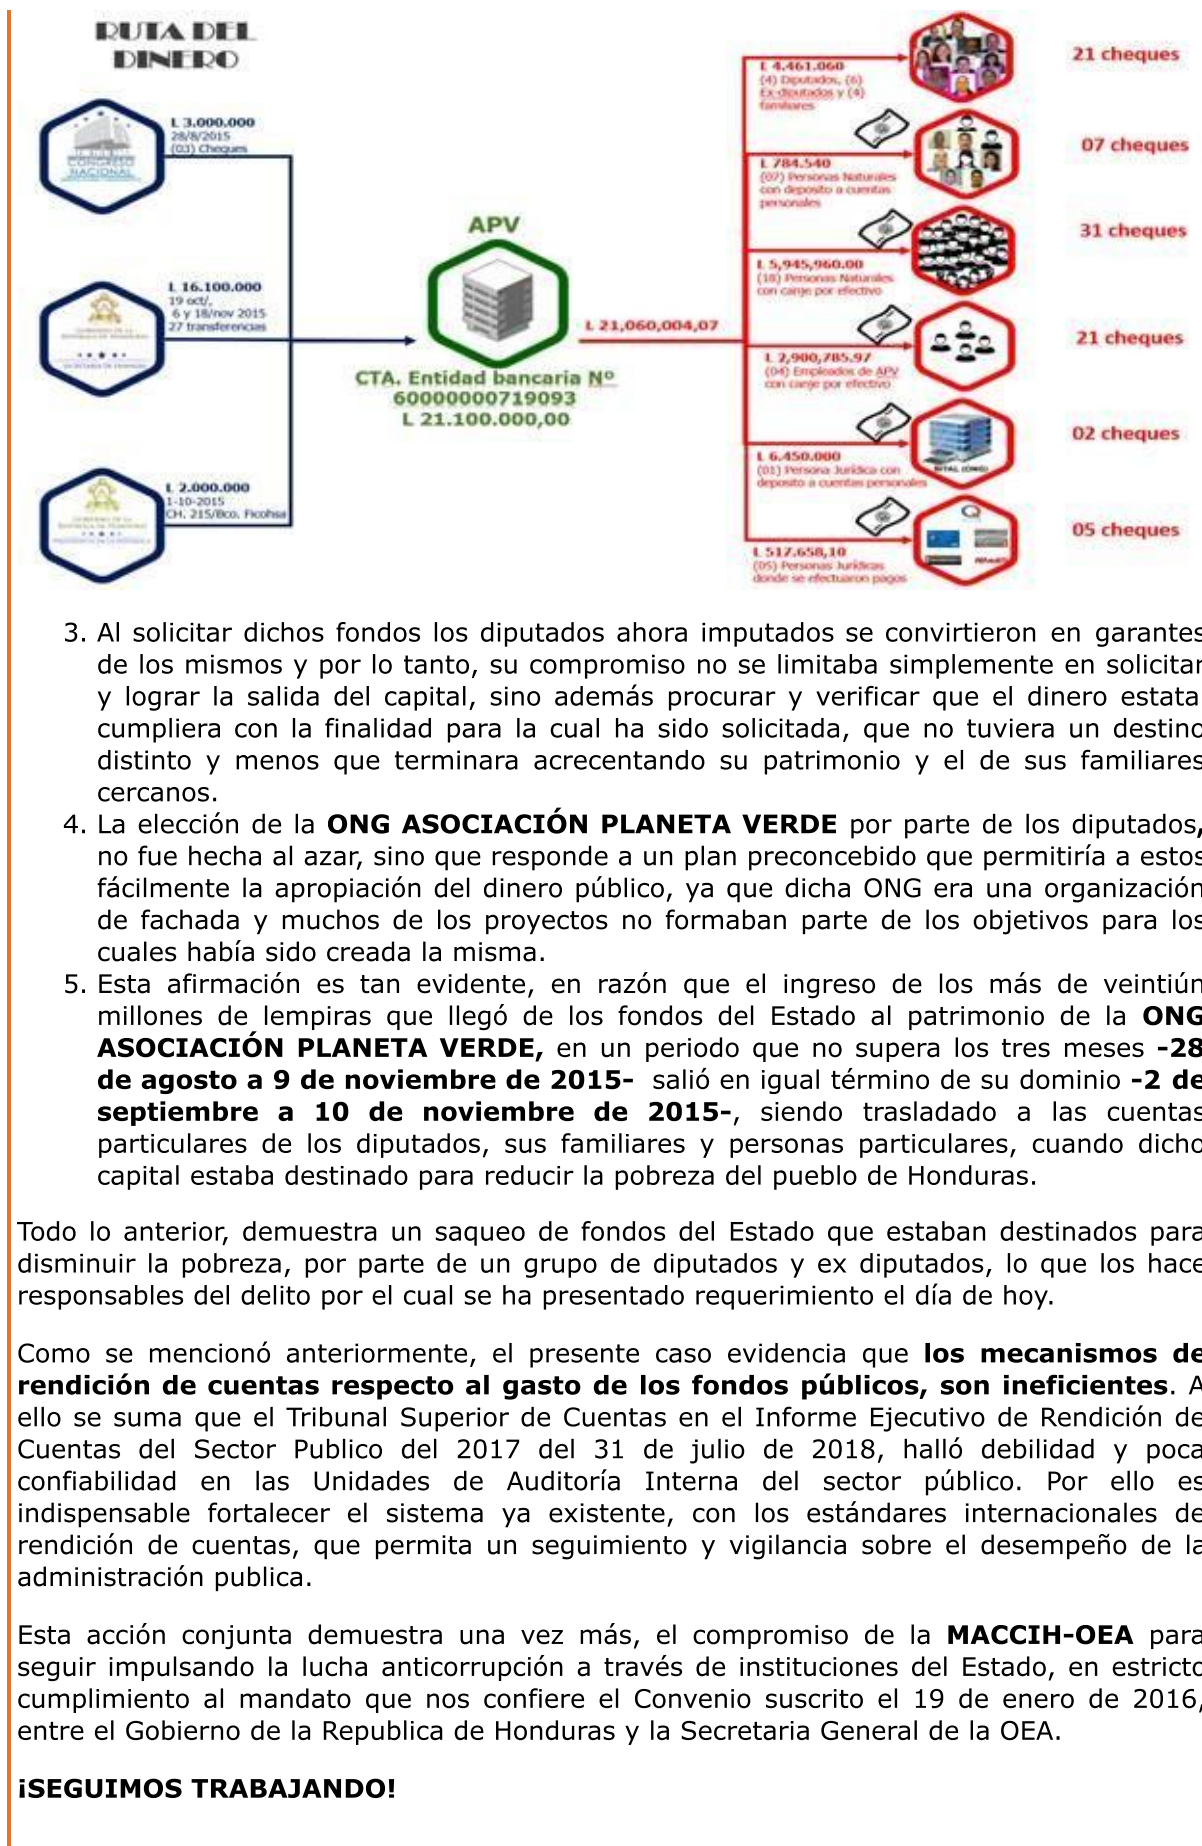 RUTA DEL
DINERO
CONGRESO
NACIONAL
L 3.000.000
28/8/2015
(03) Cheques
L 16.100.000
19 oct/,
6 y 18/nov 2015
27 transferencias
L 2.000.000
1-10-2015
CH. 215/Bco. Ficohsa
APV
CTA. Entidad bancaria Nº
60000000719093
L 21.100.000,00
L 21,060,004,07
L 4.461.060
(4) Diputados, (6)
Ex-diputados y (4)
familiares
21 cheques
L 784.540
(07) Personas Naturales
con deposito a cuentas
personales
07 cheques
L 5,945,960.00
(18) Personas Naturales
con canje por efectivo
31 cheques
L 2,900,785.97
(04) Empleados de APV
con canje por efectivo
21 cheques
L 6.450.000
(01) Persona Jurídica con
deposito a cuentas personales
(ONG)
02 cheques
L 517.658,10
(05) Personas Jurídicas
donde se efectuaron pagos
05 cheques
3. Al solicitar dichos fondos los diputados ahora imputados se convirtieron en garantes
de los mismos y por lo tanto, su compromiso no se limitaba simplemente en solicitar
y lograr la salida del capital, sino además procurar y verificar que el dinero estata
cumpliera con la finalidad para la cual ha sido solicitada, que no tuviera un destino
distinto y menos que terminara acrecentando su patrimonio y el de sus familiares
cercanos.
4. La elección de la ONG ASOCIACIÓN PLANETA VERDE por parte de los diputados,
no fue hecha al azar, sino que responde a un plan preconcebido que permitiría a estos
fácilmente la apropiación del dinero público, ya que dicha ONG era una organización
de fachada y muchos de los proyectos no formaban parte de los objetivos para los
cuales había sido creada la misma.
5. Esta afirmación es tan evidente, en razón que el ingreso de los más de veintiún
millones de lempiras que llegó de los fondos del Estado al patrimonio de la ONG
ASOCIACIÓN PLANETA VERDE, en un periodo que no supera los tres meses -28
de agosto a 9 de noviembre de 2015- salió en igual término de su dominio -2 de
septiembre a 10 de noviembre de 2015-, siendo trasladado a las cuentas
particulares de los diputados, sus familiares y personas particulares, cuando dicho
capital estaba destinado para reducir la pobreza del pueblo de Honduras.
Todo lo anterior, demuestra un saqueo de fondos del Estado que estaban destinados para
disminuir la pobreza, por parte de un grupo de diputados y ex diputados, lo que los hace
responsables del delito por el cual se ha presentado requerimiento el día de hoy.
Como se mencionó anteriormente, el presente caso evidencia que los mecanismos de
rendición de cuentas respecto al gasto de los fondos públicos, son ineficientes. A
ello se suma que el Tribunal Superior de Cuentas en el Informe Ejecutivo de Rendición de
Cuentas del Sector Publico del 2017 del 31 de julio de 2018, halló debilidad y poca
confiabilidad en las Unidades de Auditoría Interna del sector público. Por ello es
indispensable fortalecer el sistema ya existente, con los estándares internacionales de
rendición de cuentas, que permita un seguimiento y vigilancia sobre el desempeño de la
administración publica.
Esta acción conjunta demuestra una vez más, el compromiso de la MACCIH-OEA para
seguir impulsando la lucha anticorrupción a través de instituciones del Estado, en estricto
cumplimiento al mandato que nos confiere el Convenio suscrito el 19 de enero de 2016,
entre el Gobierno de la Republica de Honduras y la Secretaria General de la OEA.
¡SEGUIMOS TRABAJANDO!